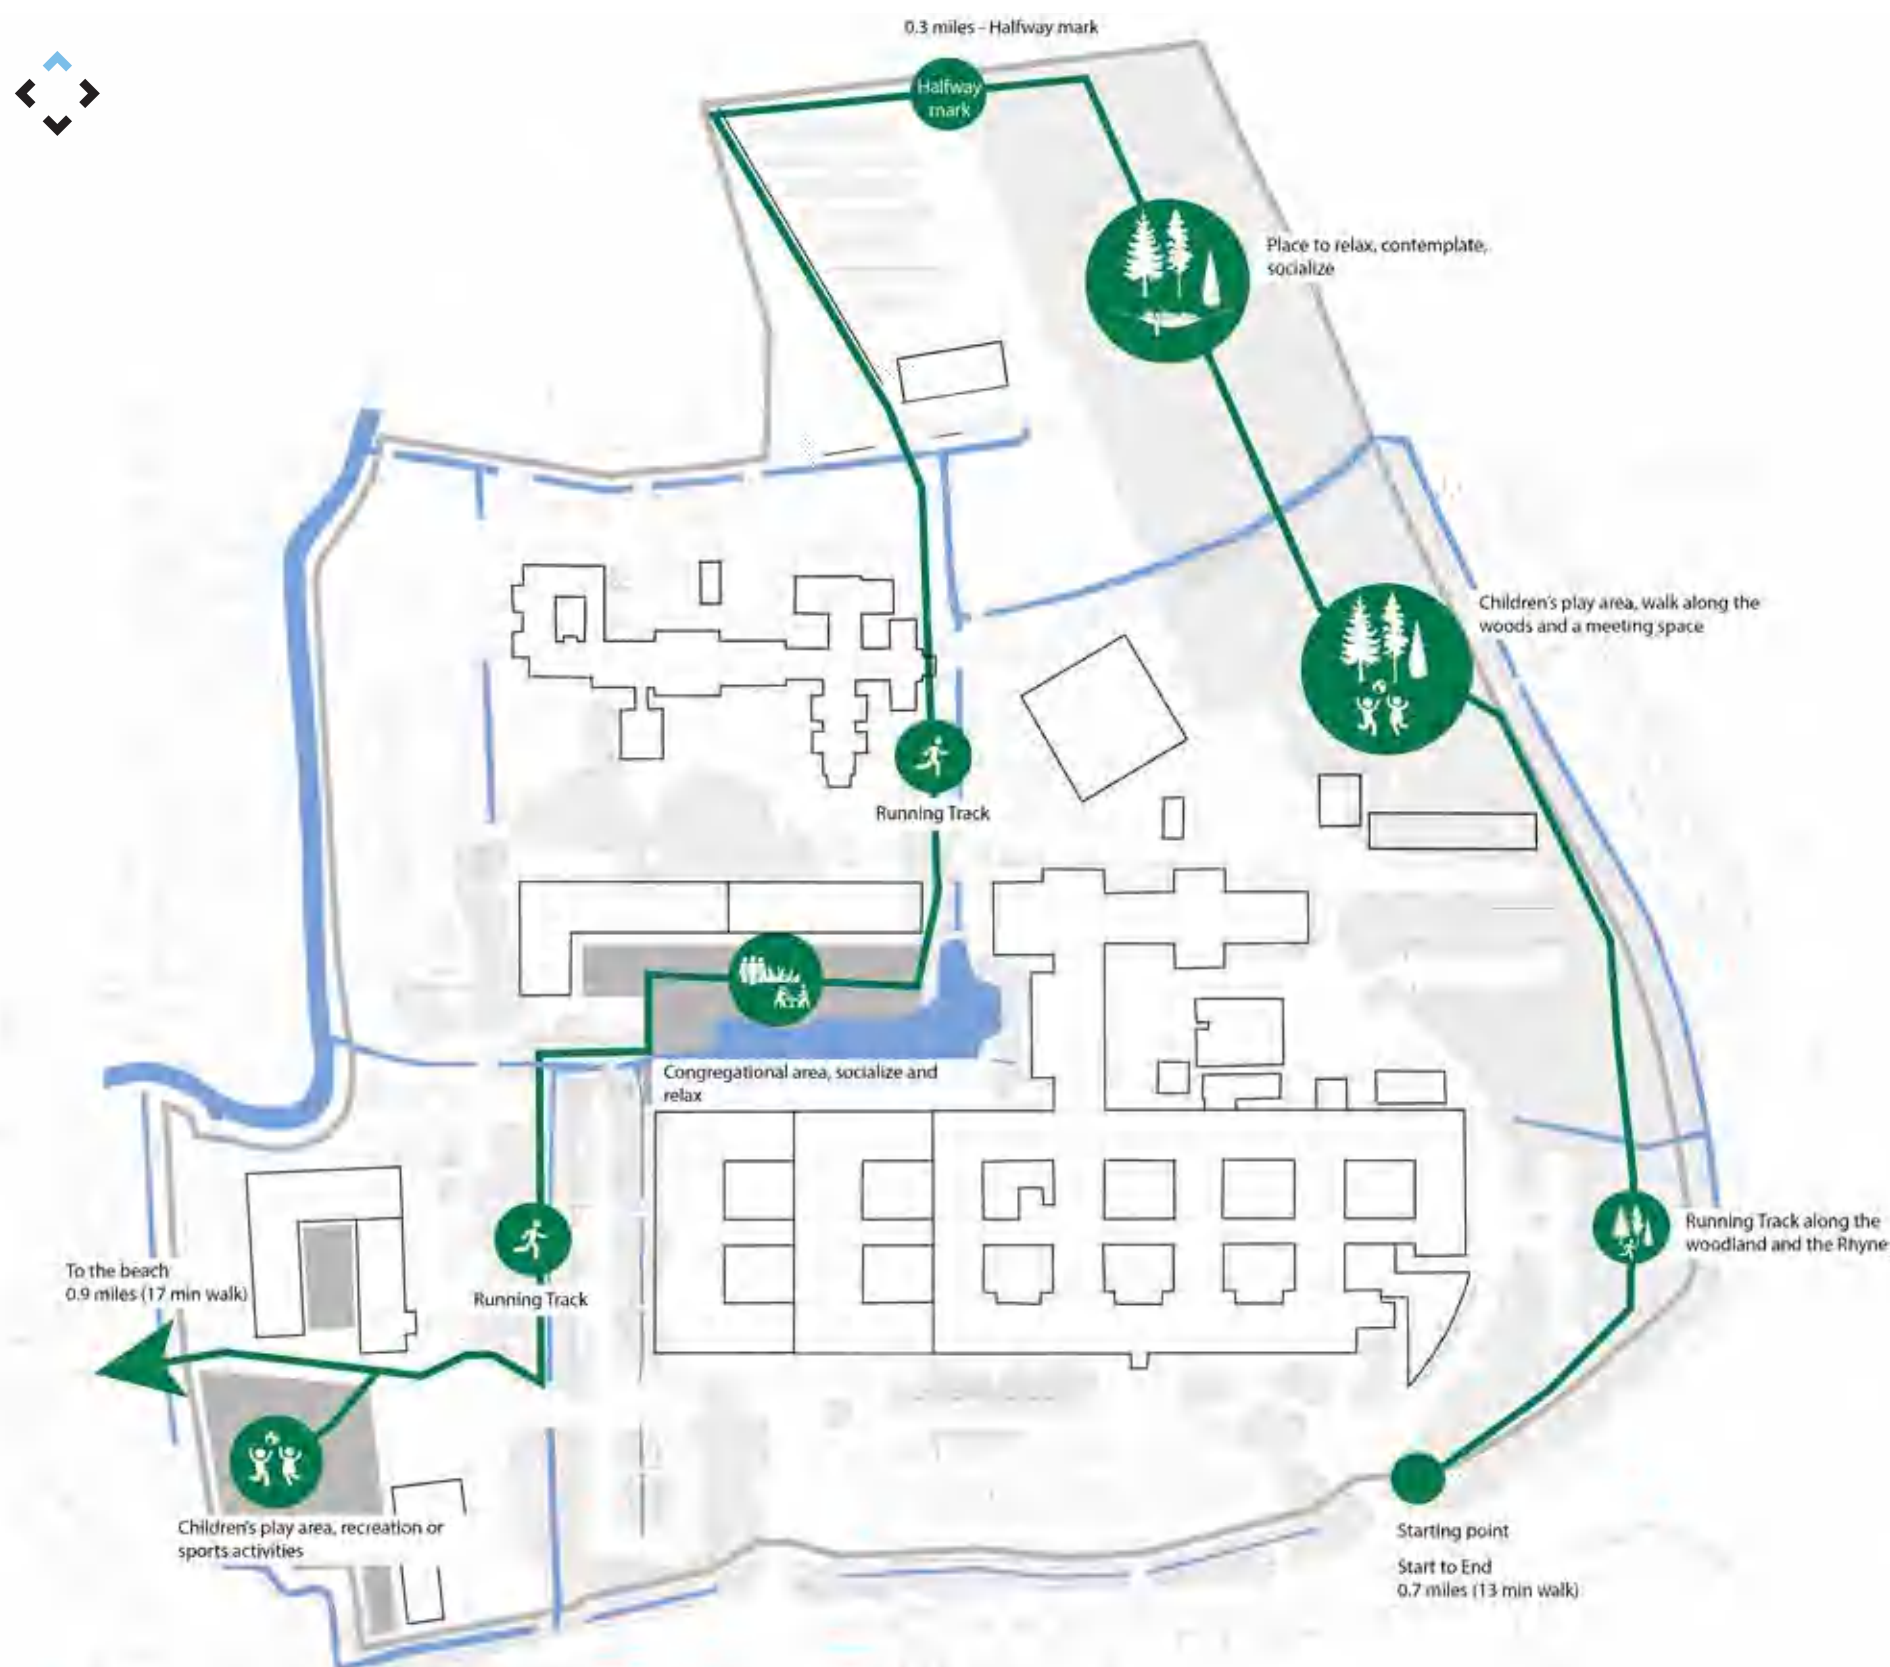 0.3 miles - Halfway mark
Halfway
mark
Place to relax, contemplate,
socialize
Children's play area, walk along the
woods and a meeting space
Running Track
Congregational area, socialize and
relax
Running Track along the
woodland and the Rhyne
To the beach
0.9 miles (17 min walk)
Running Track
Children's play area, recreation or
sports activities
Starting point
Start to End
0.7 miles (13 min walk)